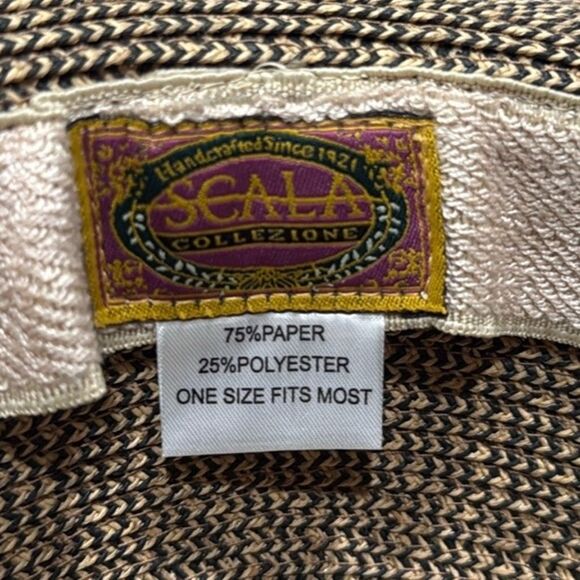 Handcrafted Since 1921
SCALA
COLLEZIONE
75%PAPER
25%POLYESTER
ONE SIZE FITS MOST